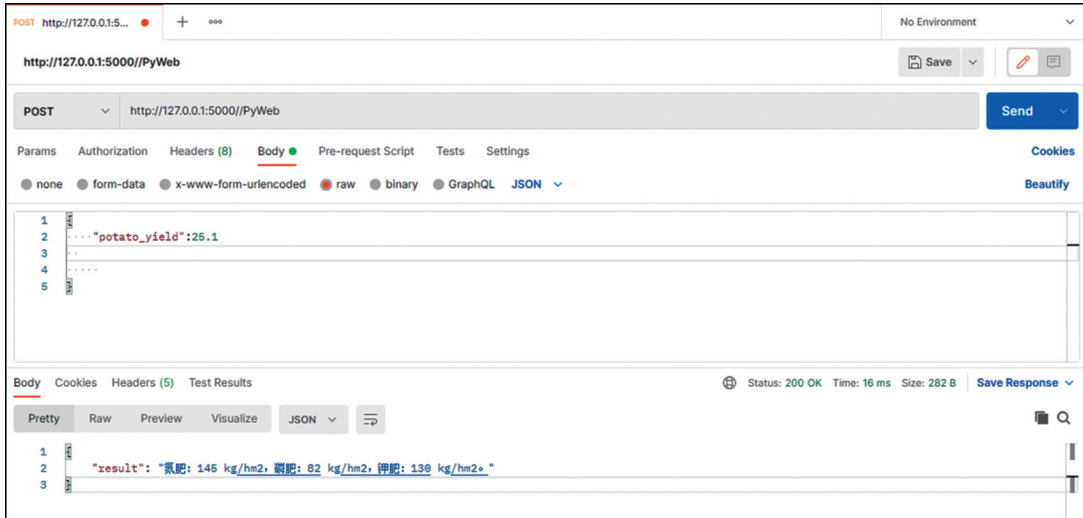 POST http://127.0.0.1:5... + ooo No Environment
http://127.0.0.1:5000//PyWeb Save
POST http://127.0.0.1:5000//PyWeb Send
Params Authorization Headers (8) Body Pre-request Script Tests Settings Cookies
none form-data x-www-form-urlencoded raw binary GraphQL JSON Beautify
1 {
2 "potato_yield":25.1
3
4
5 }
Body Cookies Headers (5) Test Results Status: 200 OK Time: 16 ms Size: 282 B Save Response
Pretty Raw Preview Visualize JSON
1 {
2 "result": "氮肥: 145 kg/hm2, 磷肥: 82 kg/hm2, 钾肥: 130 kg/hm2。"
3 }